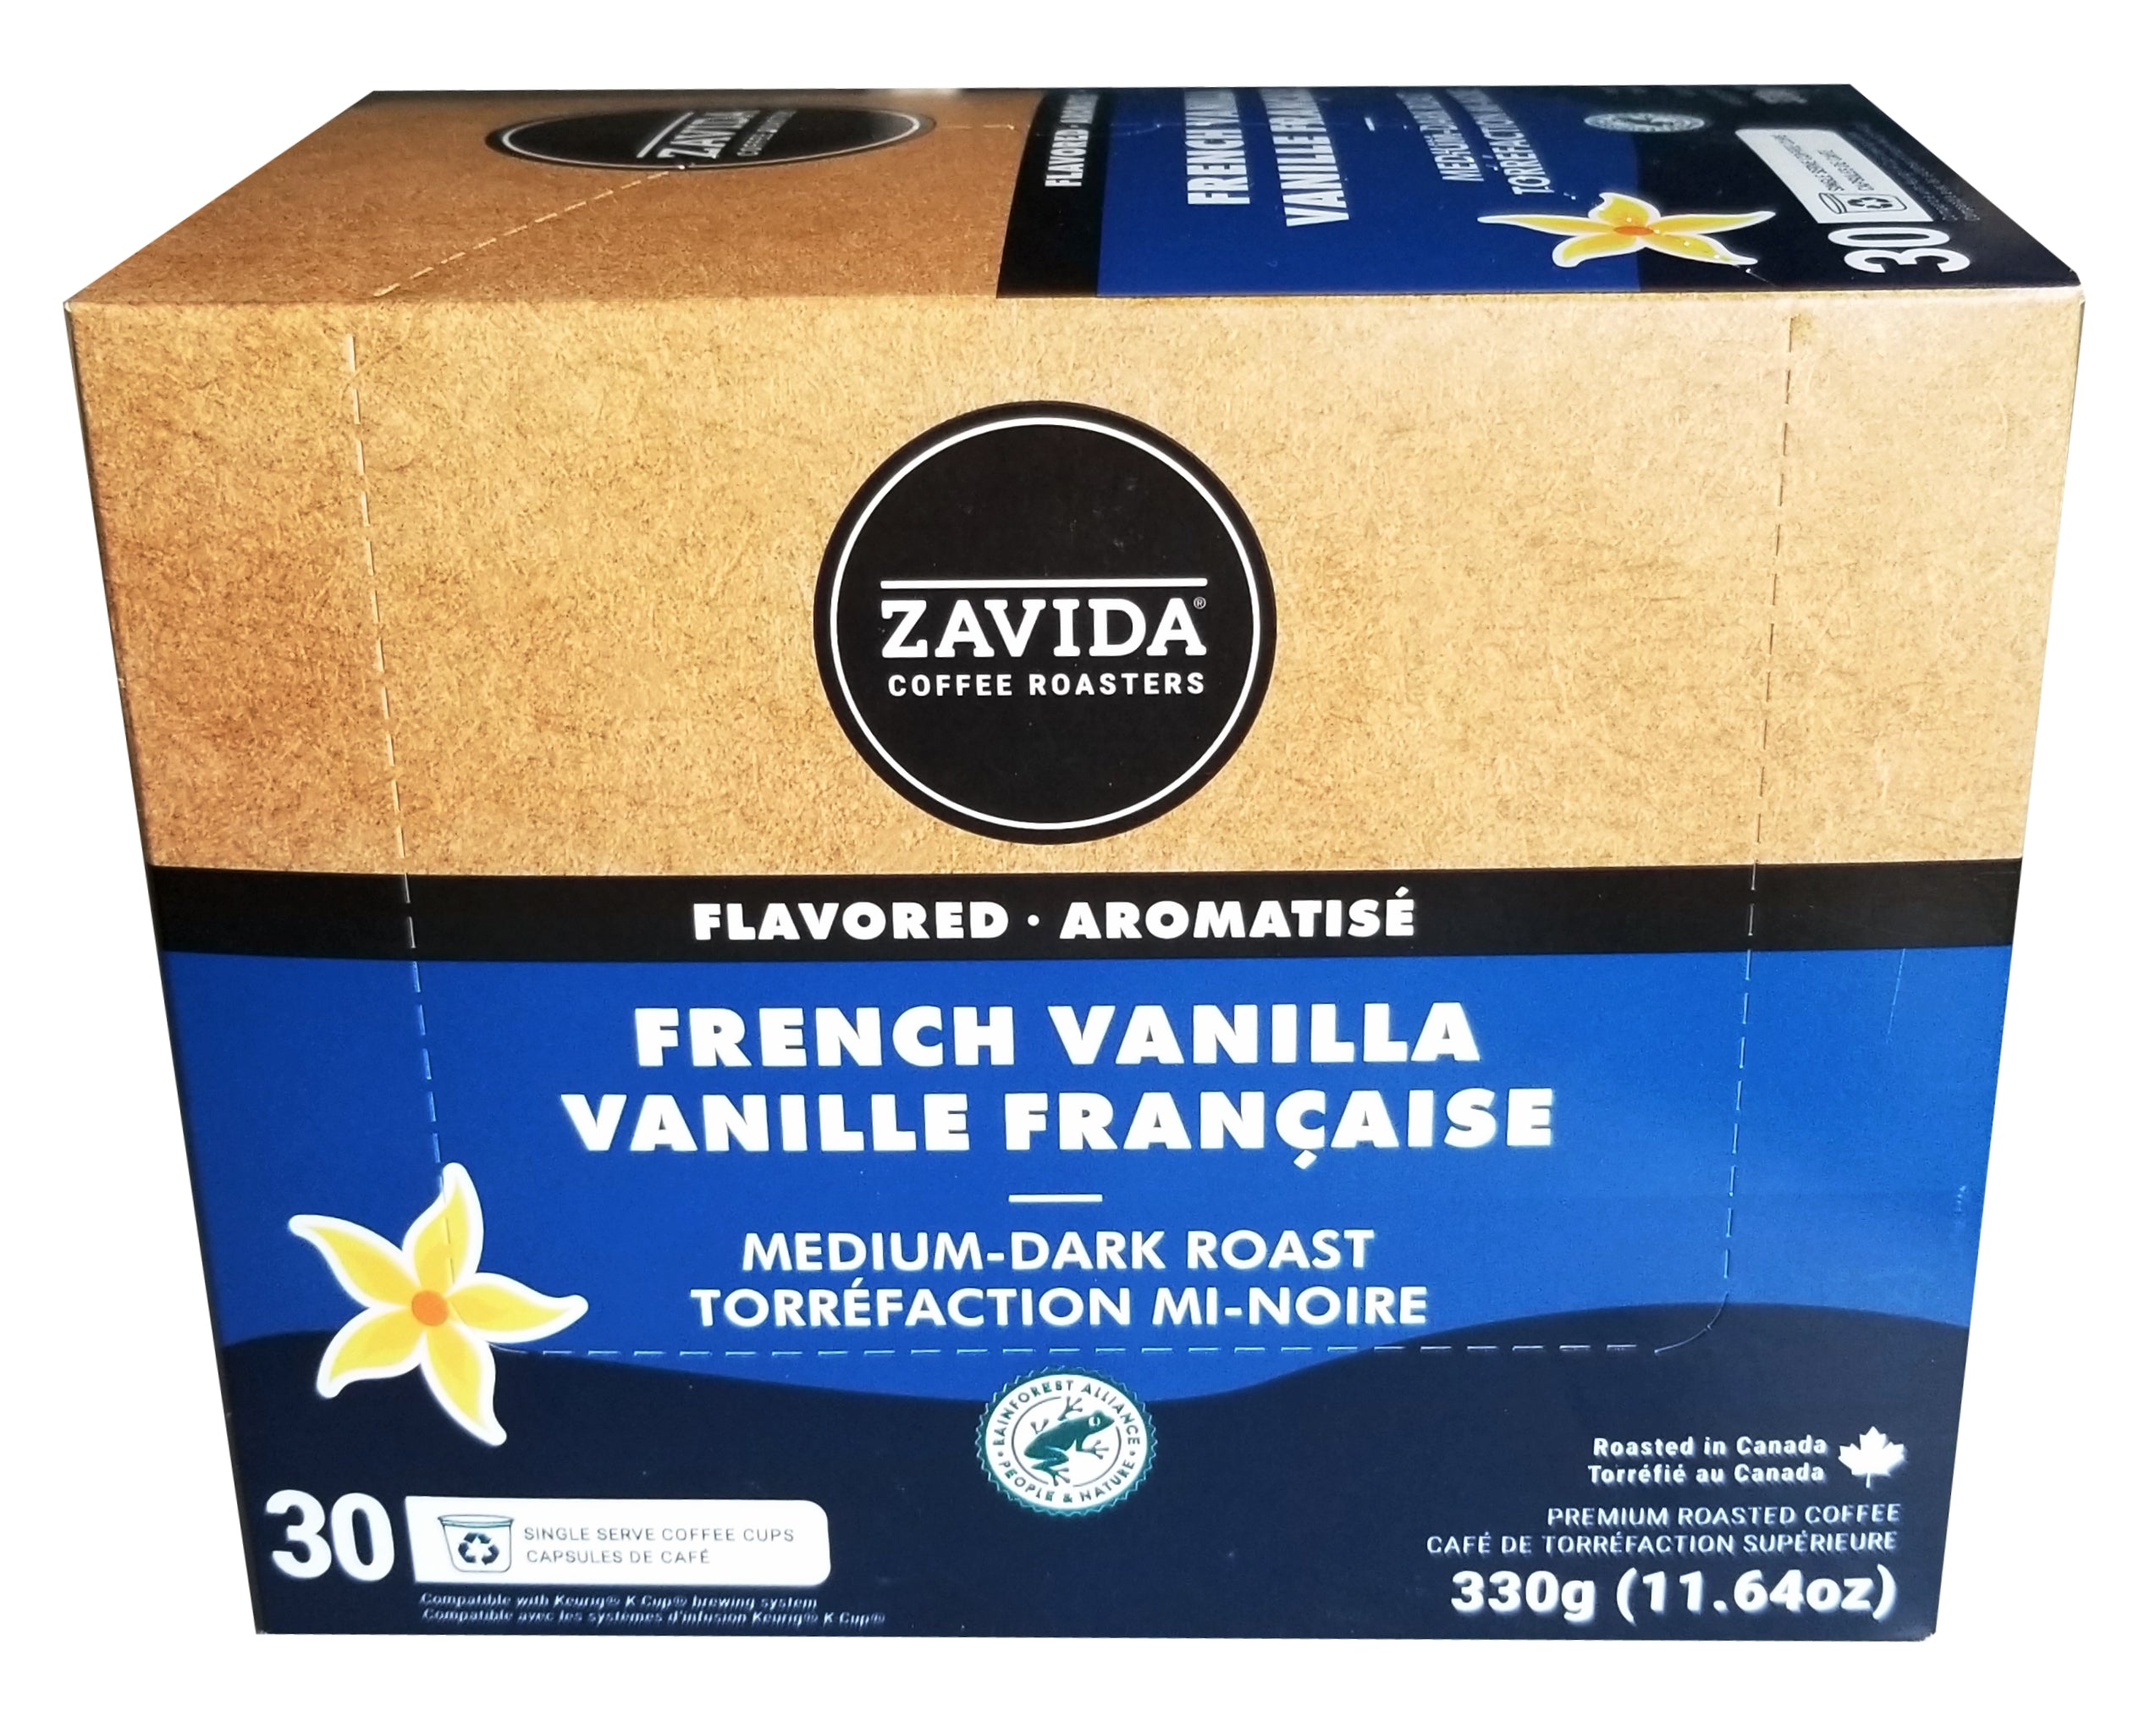 ZAVIDA
COFFEE ROASTERS
FLAVORED
FRENCH VANILLA
VANILLE
30
ZAVIDA®
COFFEE ROASTERS
FLAVORED · AROMATISÉ
FRENCH VANILLA
VANILLE FRANÇAISE
MEDIUM-DARK ROAST
TORRÉFACTION MI-NOIRE
RAINFOREST ALLIANCE
PEOPLE & NATURE
30
SINGLE SERVE COFFEE CUPS
CAPSULES DE CAFÉ
Compatible with Keurig® K Cup® brewing system
Compatible avec les systèmes d'infusion Keurig® K Cup®
Roasted in Canada
Torréfié au Canada
PREMIUM ROASTED COFFEE
CAFÉ DE TORRÉFACTION SUPÉRIEURE
330g (11.64oz)